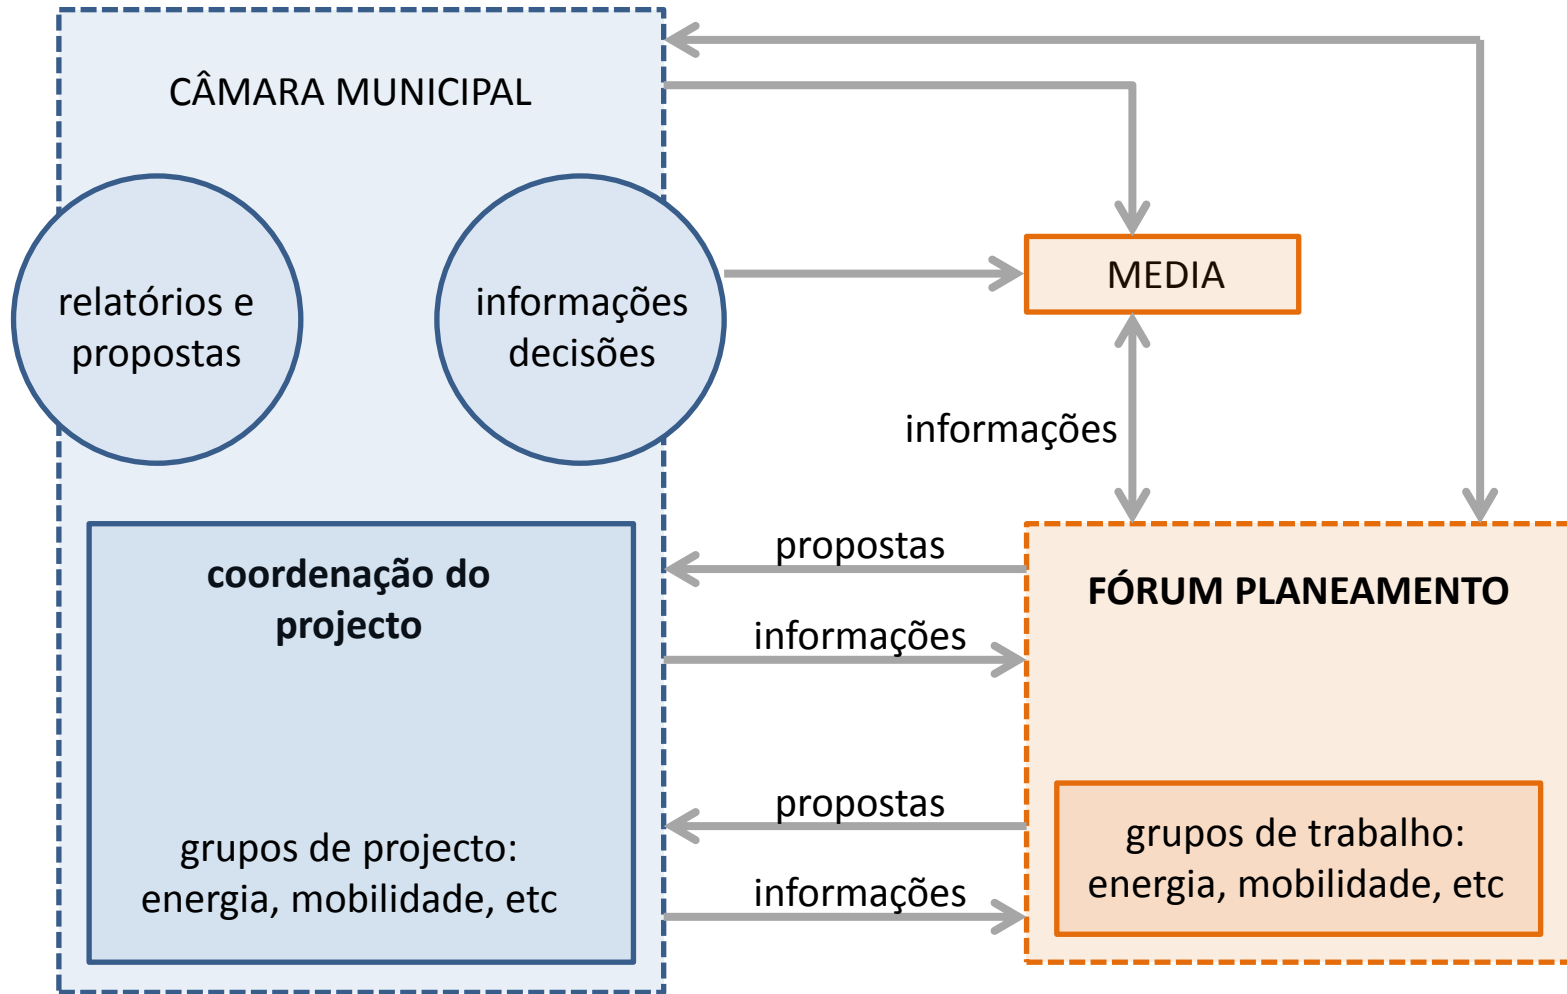 CÂMARA MUNICIPAL
relatórios e
propostas
informações
decisões
MEDIA
informações
coordenação do
projecto
propostas
informações
FÓRUM PLANEAMENTO
grupos de projecto:
energia, mobilidade, etc
propostas
informações
grupos de trabalho:
energia, mobilidade, etc